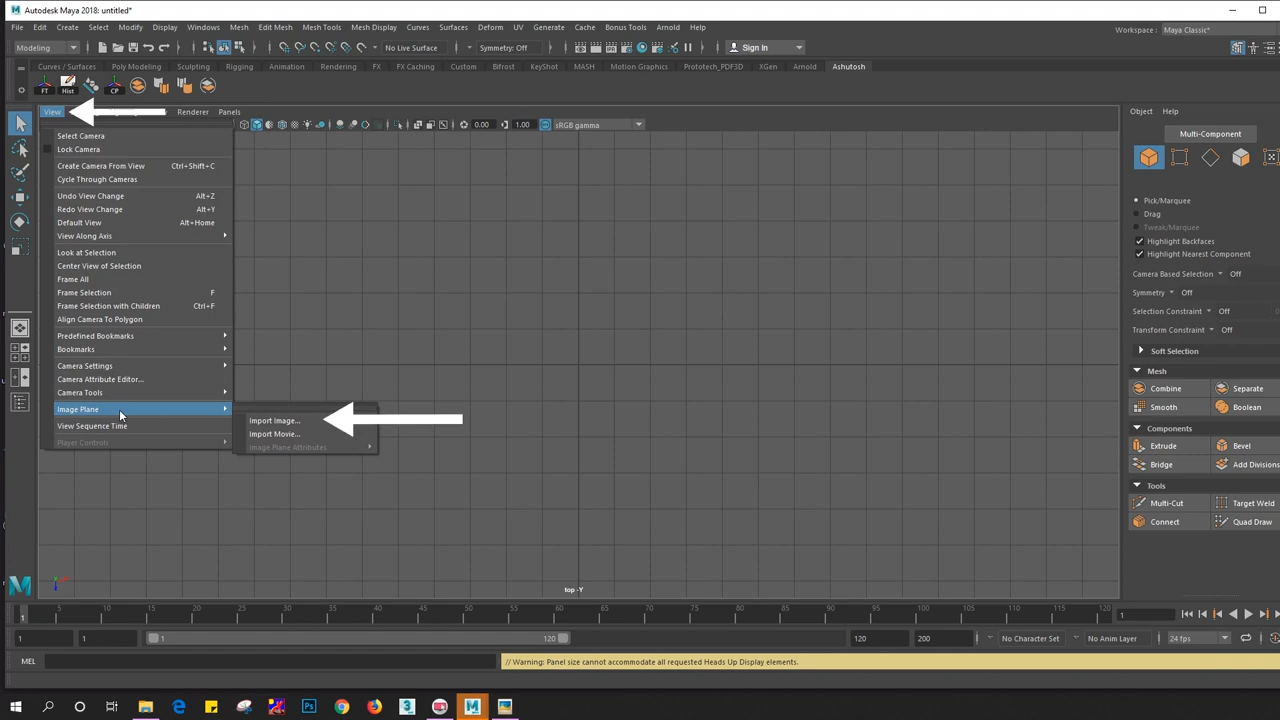 Autodesk Maya 2018: untitled*
File Edit Create Select Modify Display Windows Mesh Edit Mesh Mesh Tools Mesh Display Curves Surfaces Deform UV Generate Cache Bonus Tools Arnold Help
Workspace : Maya Classic*
Modeling No Live Surface Symmetry: Off Sign In
Curves / Surfaces Poly Modeling Sculpting Rigging Animation Rendering FX FX Caching Custom Bifrost KeyShot MASH Motion Graphics Prototech_PDF3D XGen Arnold Ashutosh
FT Hist CP
View Renderer Panels
Object Help
0.00 1.00 sRGB gamma
Multi-Component
Select Camera
Lock Camera
Create Camera From View Ctrl+Shift+C
Cycle Through Cameras
Undo View Change Alt+Z
Redo View Change Alt+Y
Default View Alt+Home
View Along Axis
Look at Selection
Center View of Selection
Frame All
Frame Selection F
Frame Selection with Children Ctrl+F
Align Camera To Polygon
Predefined Bookmarks
Bookmarks
Camera Settings
Camera Attribute Editor...
Camera Tools
Image Plane
View Sequence Time
Player Controls
Import Image...
Import Movie...
Image Plane Attributes
Pick/Marquee
Drag
Tweak/Marquee
Highlight Backfaces
Highlight Nearest Component
Camera Based Selection Off
Symmetry Off
Selection Constraint Off
Transform Constraint Off
Soft Selection
Mesh
Combine Separate
Smooth Boolean
Components
Extrude Bevel
Bridge Add Divisions
Tools
Multi-Cut Target Weld
Connect Quad Draw
top -Y
5 10 15 20 25 30 35 40 45 50 55 60 65 70 75 80 85 90 95 100 105 110 115 120
1 1
1 1 1 120 120 200 No Character Set No Anim Layer 24 fps
MEL // Warning: Panel size cannot accommodate all requested Heads Up Display elements.